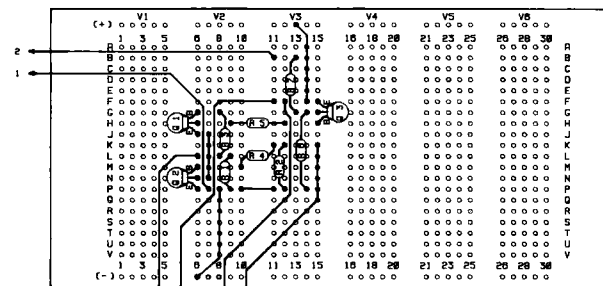 V1 V2 V3 V4 V5 V6
(+)
1 3 5 6 8 10 11 13 15 16 18 20 21 23 25 26 28 30
2
1
A A
B B
C C
D D
E E
F F
G G
H R 5 H
J J
K K
L R 4 L
M M
N N
P P
Q Q
R R
S S
T T
U U
V V
1 3 5 6 8 10 11 13 15 16 18 20 21 23 25 26 28 30
(-)